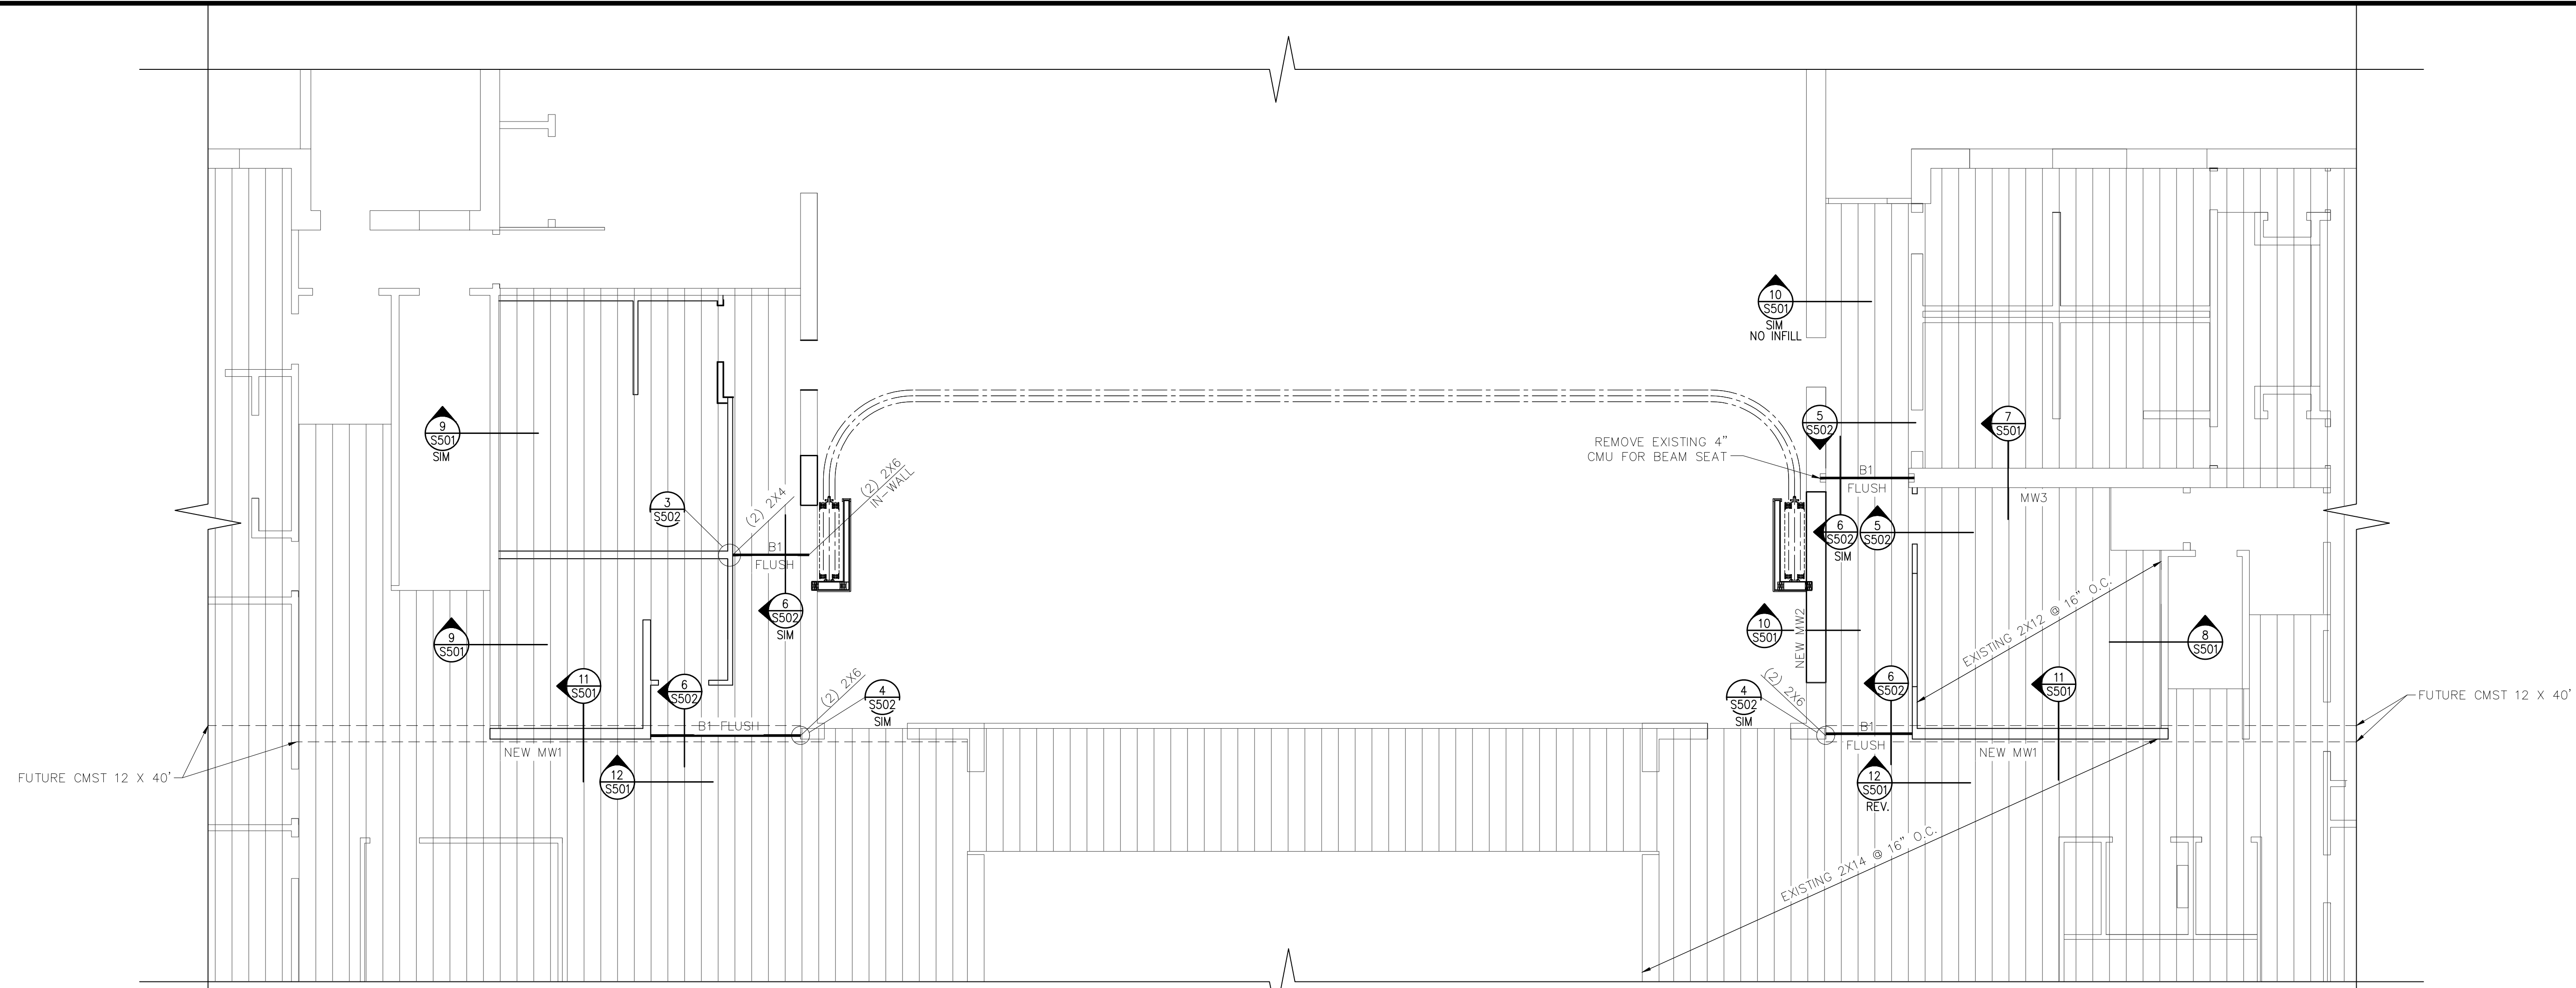 10
S501
SIM
NO INFILL
9
S501
SIM
5
S502
7
S501
REMOVE EXISTING 4"
CMU FOR BEAM SEAT
B1
FLUSH
MW3
3
S502
(2) 2X4
(2) 2X6
IN-WALL
B1
FLUSH
6
S502
SIM
5
S502
6
S502
SIM
9
S501
10
S501
NEW MW2
EXISTING 2X12 @ 16" O.C.
8
S501
11
S501
6
S502
(2) 2X6
4
S502
SIM
4
S502
SIM
(2) 2X6
6
S502
11
S501
FUTURE CMST 12 X 40'
B1 FLUSH
B1
FLUSH
NEW MW1
NEW MW1
FUTURE CMST 12 X 40'
12
S501
12
S501
REV.
EXISTING 2X14 @ 16" O.C.